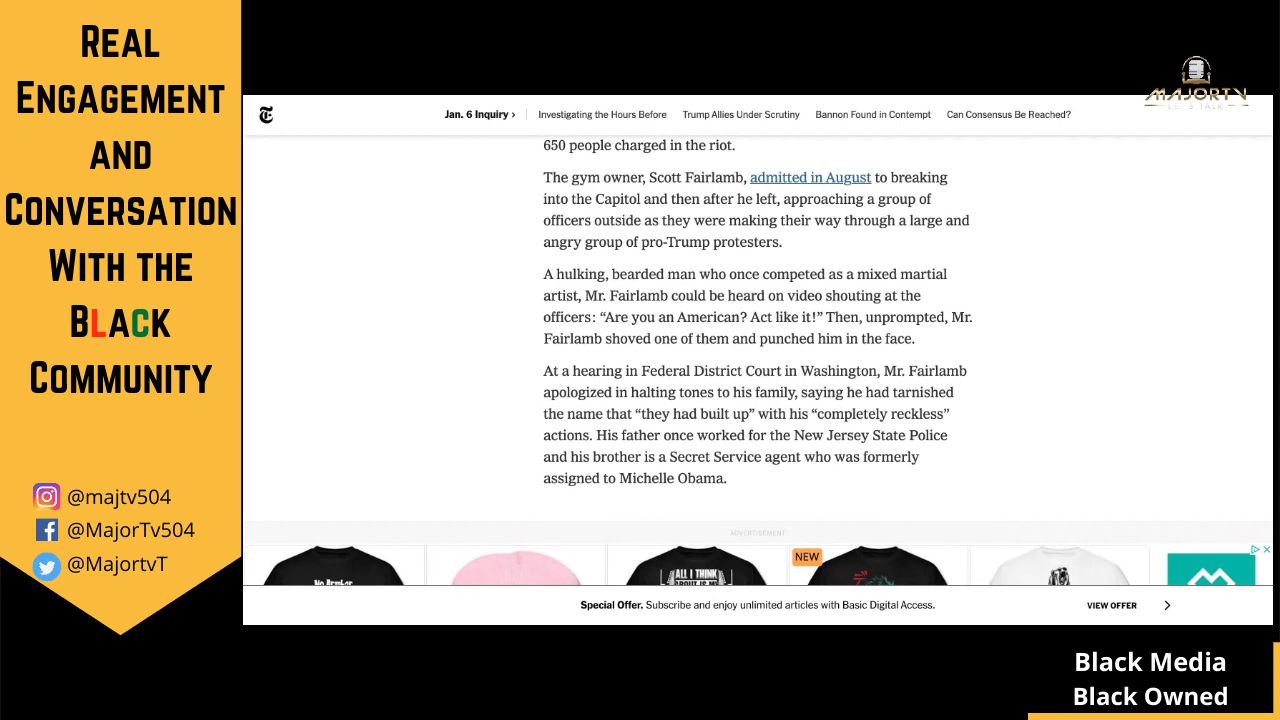 Real
Engagement
and
Conversation
With the
Black
Community
@majtv504
@MajorTv504
@MajortvT
MAJORTV
LET'S TALK
Jan. 6 Inquiry ›
Investigating the Hours Before
Trump Allies Under Scrutiny
Bannon Found in Contempt
Can Consensus Be Reached?
650 people charged in the riot.
The gym owner, Scott Fairlamb, admitted in August to breaking
into the Capitol and then after he left, approaching a group of
officers outside as they were making their way through a large and
angry group of pro-Trump protesters.
A hulking, bearded man who once competed as a mixed martial
artist, Mr. Fairlamb could be heard on video shouting at the
officers: “Are you an American? Act like it!” Then, unprompted, Mr.
Fairlamb shoved one of them and punched him in the face.
At a hearing in Federal District Court in Washington, Mr. Fairlamb
apologized in halting tones to his family, saying he had tarnished
the name that “they had built up” with his “completely reckless”
actions. His father once worked for the New Jersey State Police
and his brother is a Secret Service agent who was formerly
assigned to Michelle Obama.
ADVERTISEMENT
NEW
ALL I THINK
ABOUT IS MY
Special Offer. Subscribe and enjoy unlimited articles with Basic Digital Access.
VIEW OFFER
Black Media
Black Owned